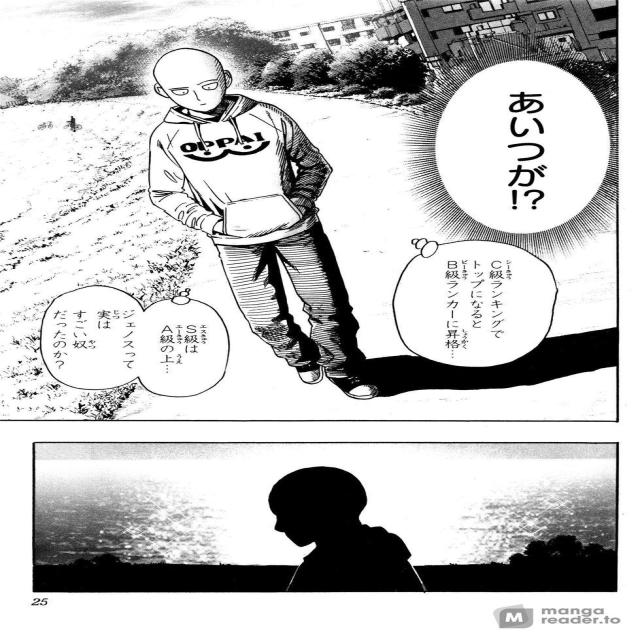 あいつが!?
C級ランキングで
トップになると
B級ランカーに昇格…
S級は
A級の上…
ジェノスって
実は
すごい奴
だったのか?
OPPAI
25
M manga
reader.to